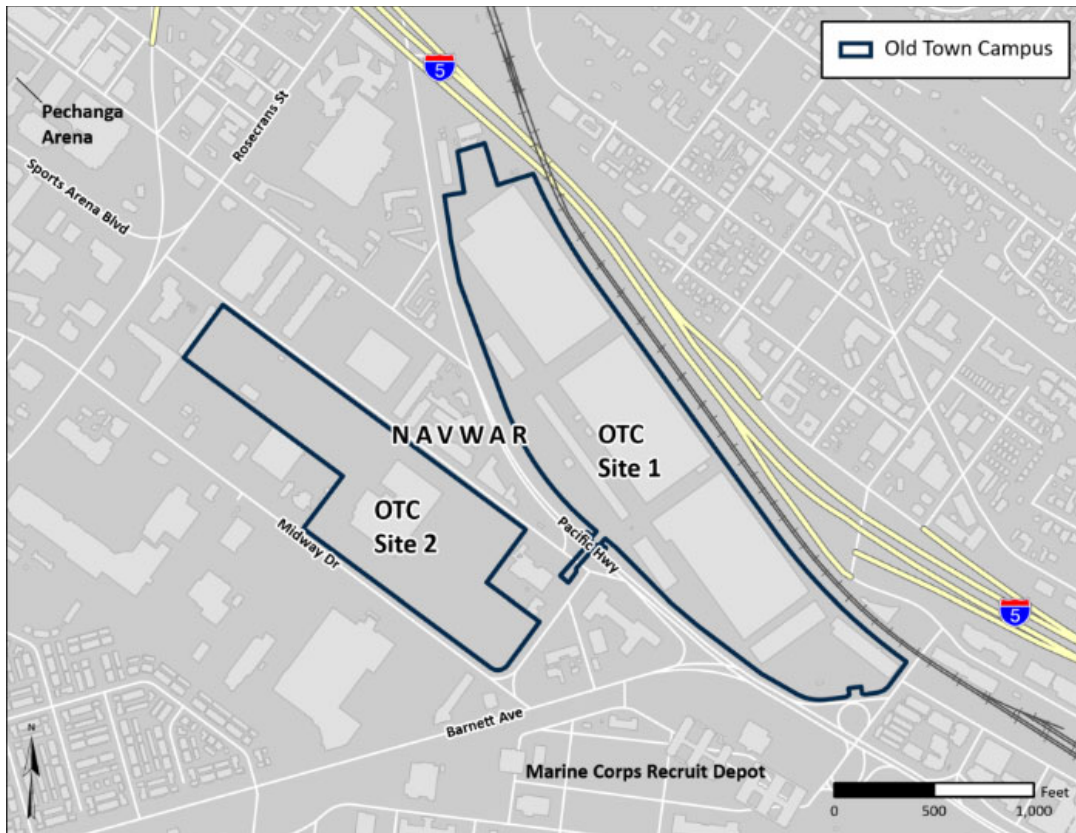 5
Old Town Campus
Pechanga
Arena
Rosecrans St
Sports Arena Blvd
NAVWAR
OTC
Site 1
OTC
Site 2
Pacific Hwy
Midway Dr
5
Barnett Ave
Marine Corps Recruit Depot
N
Feet
0 500 1,000